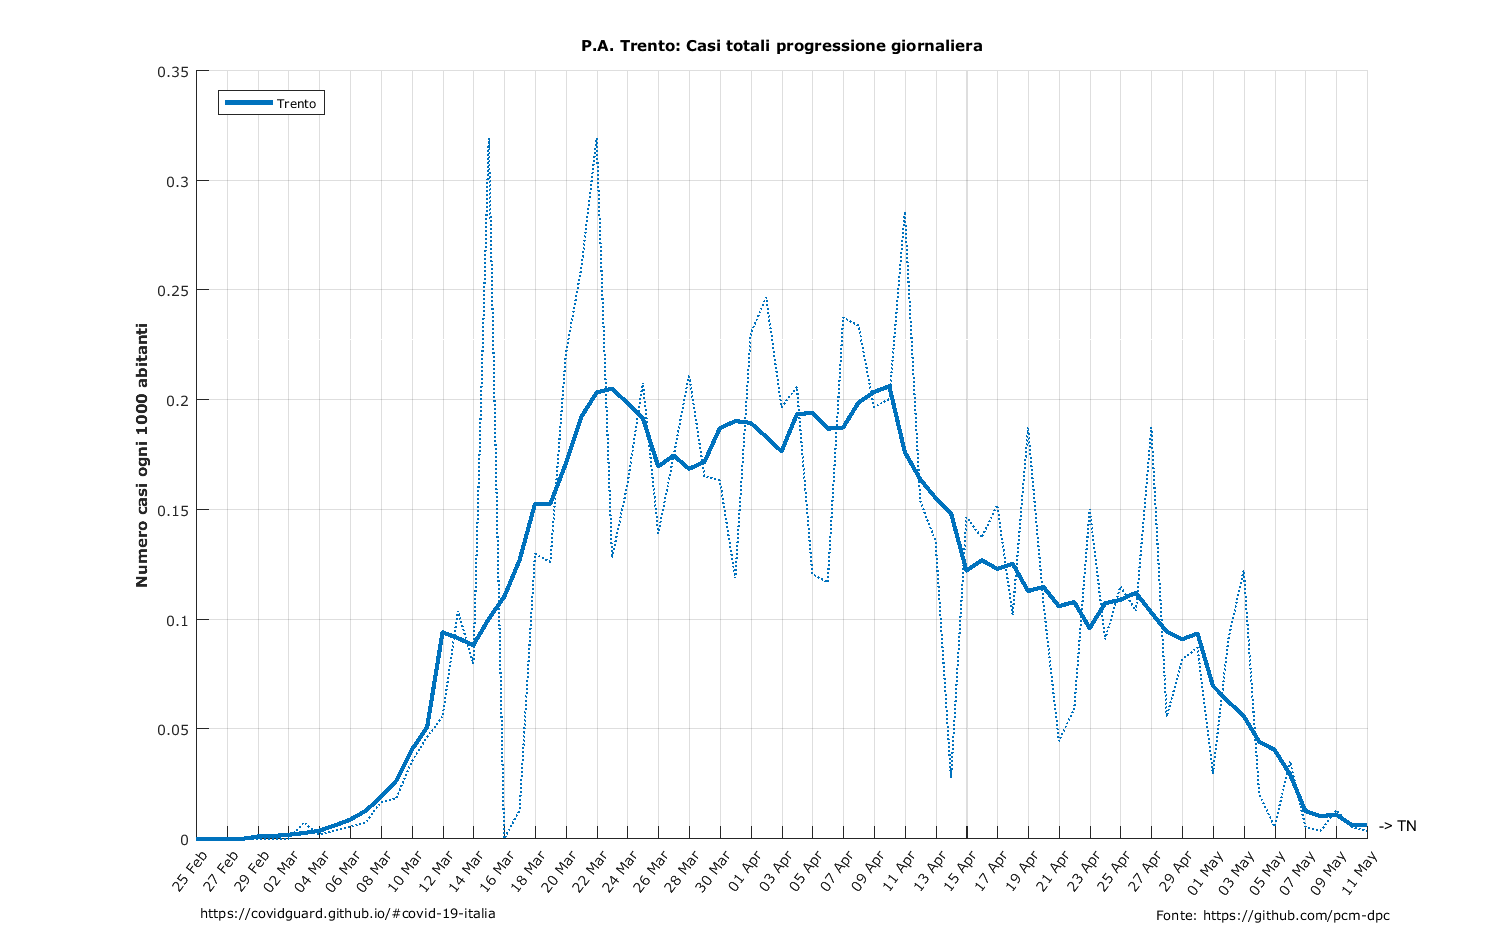 P.A. Trento: Casi totali progressione giornaliera
Trento
Numero casi ogni 1000 abitanti
0.35
0.3
0.25
0.2
0.15
0.1
0.05
0
25 Feb
27 Feb
29 Feb
02 Mar
04 Mar
06 Mar
08 Mar
10 Mar
12 Mar
14 Mar
16 Mar
18 Mar
20 Mar
22 Mar
24 Mar
26 Mar
28 Mar
30 Mar
01 Apr
03 Apr
05 Apr
07 Apr
09 Apr
11 Apr
13 Apr
15 Apr
17 Apr
19 Apr
21 Apr
23 Apr
25 Apr
27 Apr
29 Apr
01 May
03 May
05 May
07 May
09 May
11 May
-> TN
https://covidguard.github.io/#covid-19-italia
Fonte: https://github.com/pcm-dpc